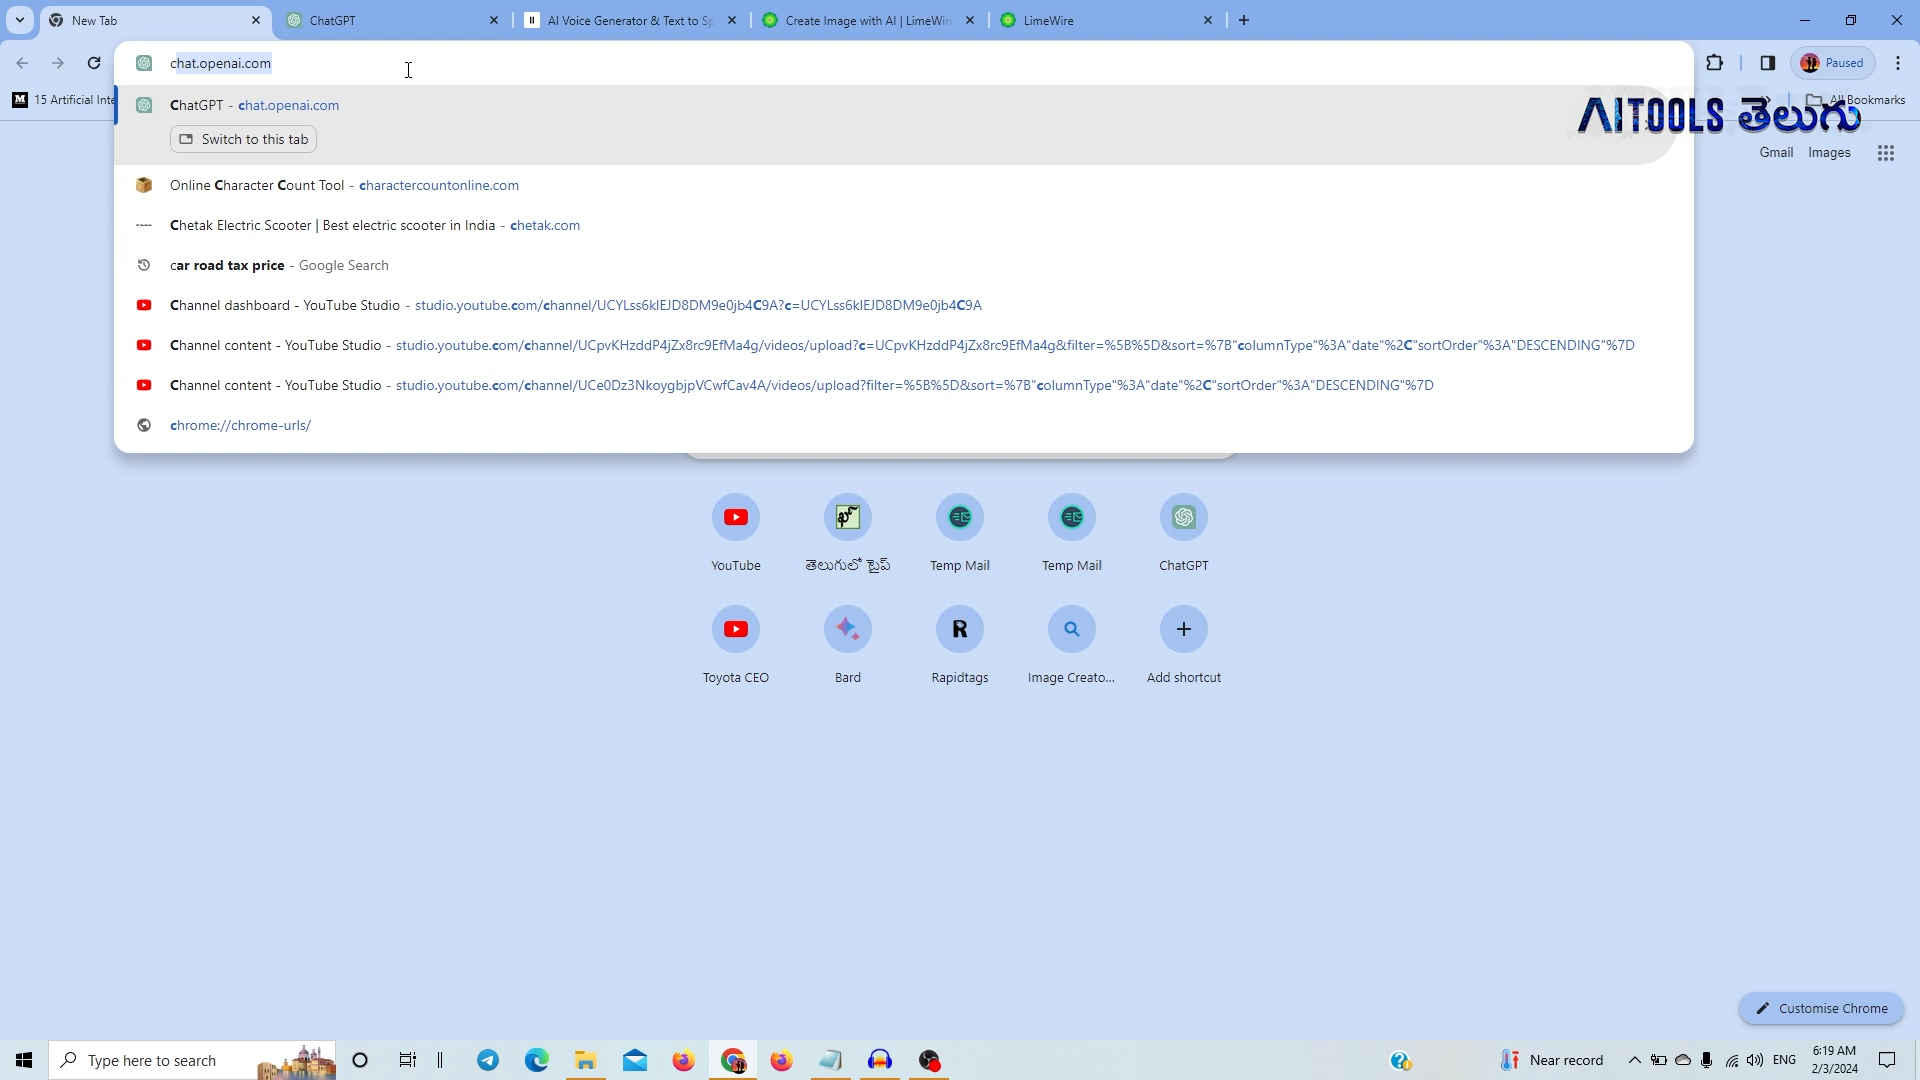 New Tab
ChatGPT
AI Voice Generator & Text to Sp
Create Image with AI | LimeWire
LimeWire
chat.openai.com
Paused
15 Artificial Inte
All Bookmarks
ChatGPT - chat.openai.com
Switch to this tab
AITOOLS తెలుగు
Gmail
Images
Online Character Count Tool - charactercountonline.com
Chetak Electric Scooter | Best electric scooter in India - chetak.com
car road tax price - Google Search
Channel dashboard - YouTube Studio - studio.youtube.com/channel/UCYLss6klEJD8DM9e0jb4C9A?c=UCYLss6klEJD8DM9e0jb4C9A
Channel content - YouTube Studio - studio.youtube.com/channel/UCpvKHzddP4jZx8rc9EfMa4g/videos/upload?c=UCpvKHzddP4jZx8rc9EfMa4g&filter=%5B%5D&sort=%7B"columnType"%3A"date"%2C"sortOrder"%3A"DESCENDING"%7D
Channel content - YouTube Studio - studio.youtube.com/channel/UCe0Dz3NkoygbjpVCwfCav4A/videos/upload?filter=%5B%5D&sort=%7B"columnType"%3A"date"%2C"sortOrder"%3A"DESCENDING"%7D
chrome://chrome-urls/
YouTube
తెలుగులో టైప్
Temp Mail
Temp Mail
ChatGPT
Toyota CEO
Bard
Rapidtags
Image Creato...
Add shortcut
Customise Chrome
Type here to search
Near record
ENG
6:19 AM
2/3/2024